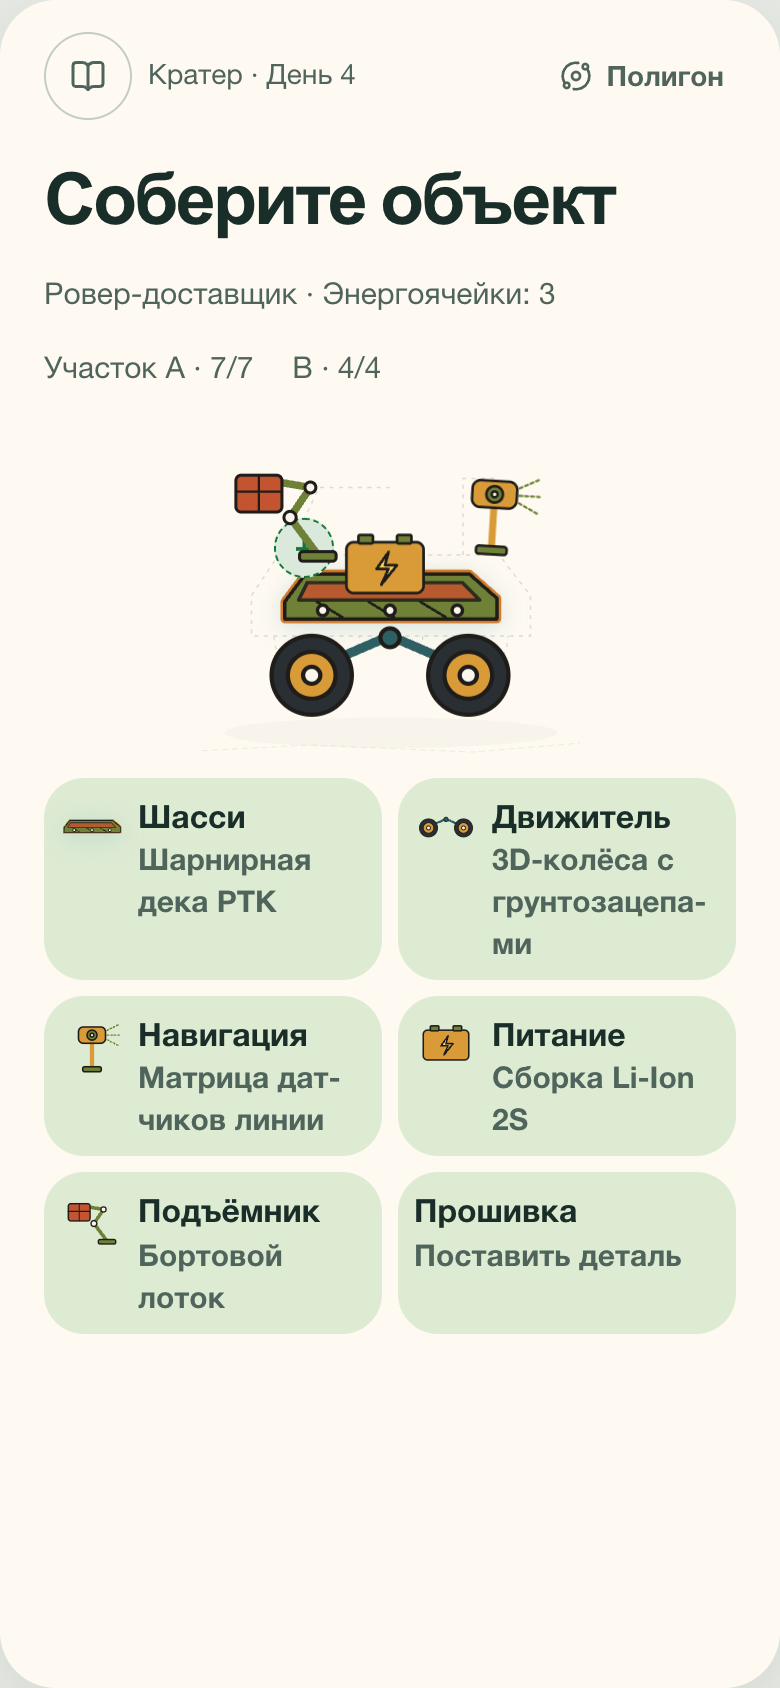 Кратер · День 4
Полигон
Соберите объект
Ровер-доставщик · Энергоячейки: 3
Участок A · 7/7 B · 4/4
Шасси
Шарнирная
дека РТК
Движитель
3D-колёса с
грунтозацепа-
ми
Навигация
Матрица дат-
чиков линии
Питание
Сборка Li-Ion
2S
Подъёмник
Бортовой
лоток
Прошивка
Поставить деталь